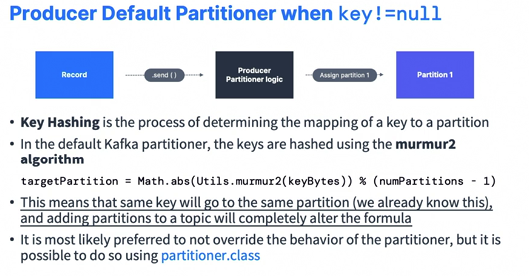 Producer Default Partitioner when key!=null
Record
.send ( )
Producer
Partitioner logic
Assign partition 1
Partition 1
• Key Hashing is the process of determining the mapping of a key to a partition
• In the default Kafka partitioner, the keys are hashed using the murmur2
algorithm
targetPartition = Math.abs(Utils.murmur2(keyBytes)) % (numPartitions - 1)
• This means that same key will go to the same partition (we already know this),
and adding partitions to a topic will completely alter the formula
• It is most likely preferred to not override the behavior of the partitioner, but it is
possible to do so using partitioner.class